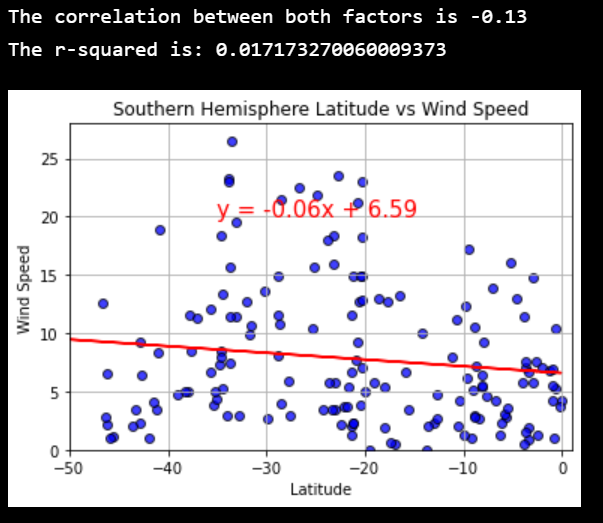 The correlation between both factors is -0.13
The r-squared is: 0.017173270060009373
Southern Hemisphere Latitude vs Wind Speed
25
y = -0.06x + 6.59
20
15
Wind Speed
10
5
0
−50 −40 −30 −20 −10 0
Latitude